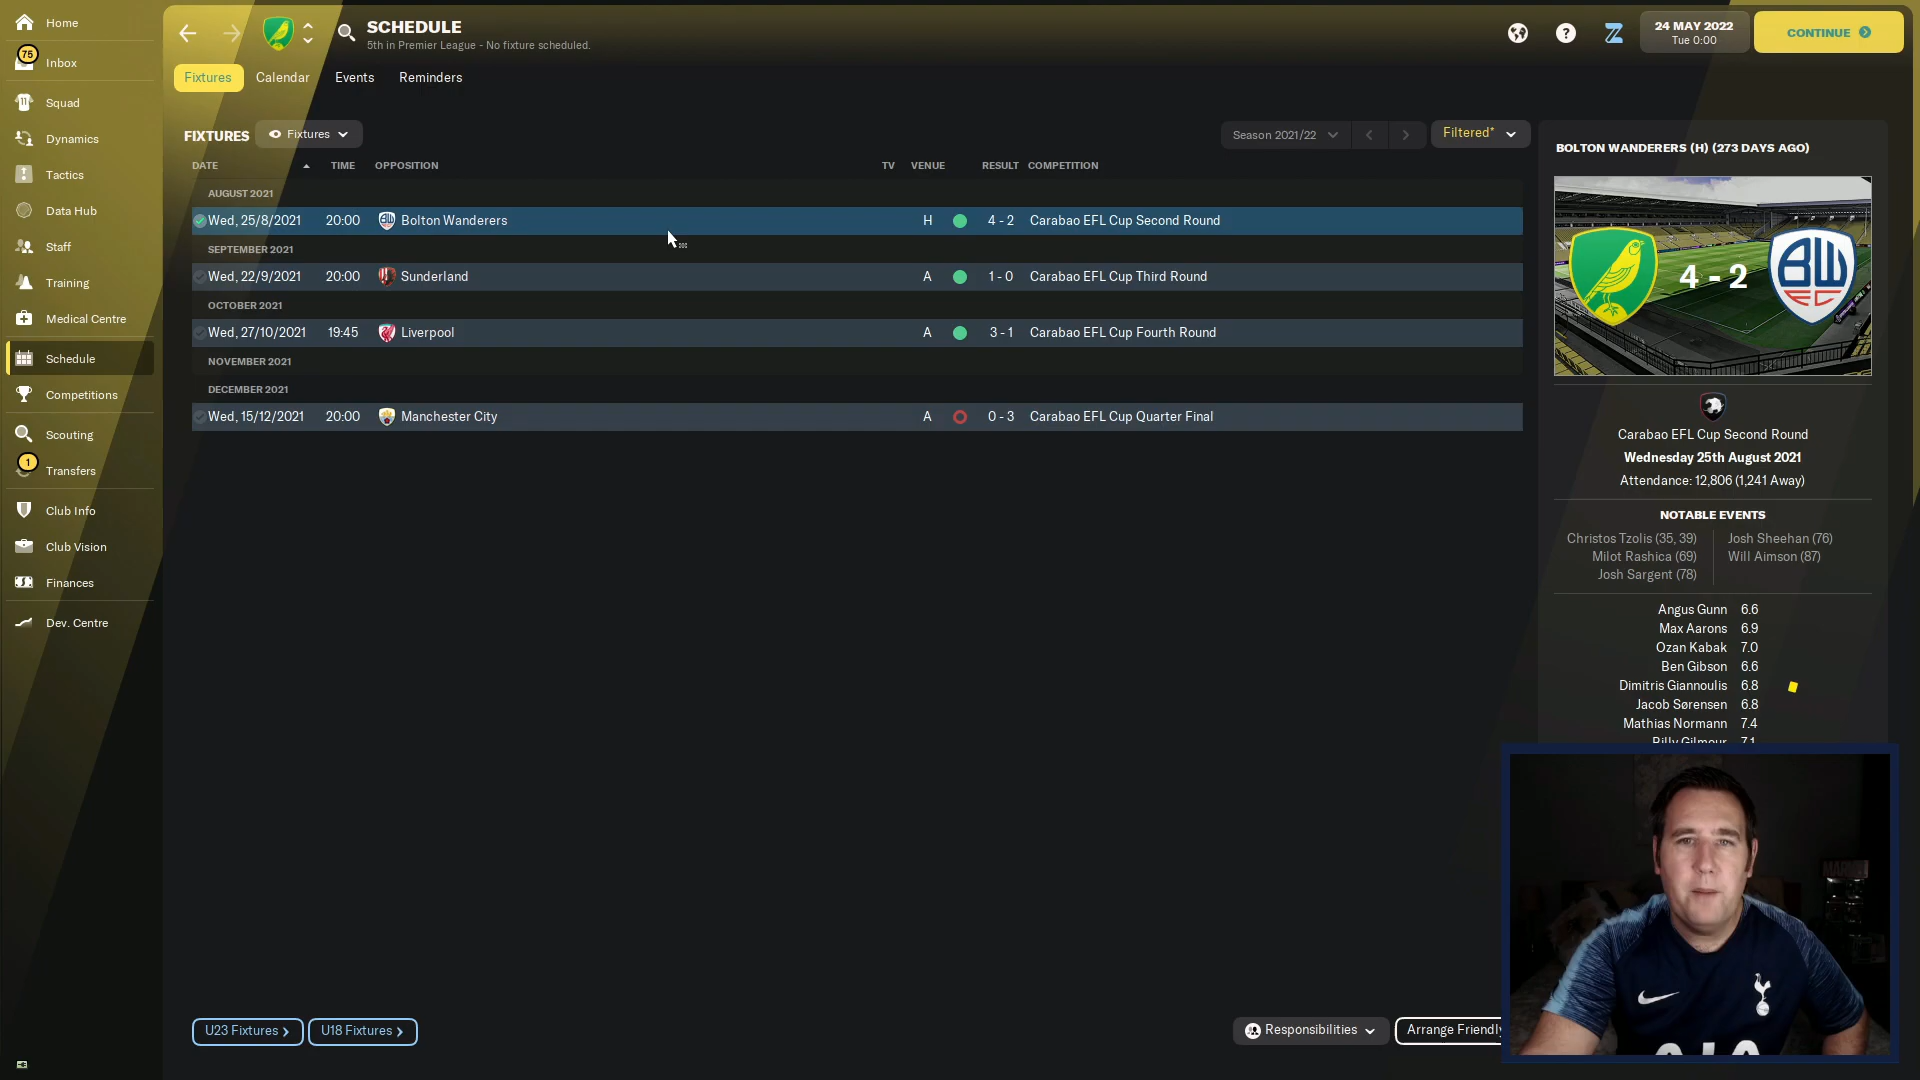 Home
75
Inbox
Squad
Dynamics
Tactics
Data Hub
Staff
Training
Medical Centre
Schedule
Competitions
Scouting
1
Transfers
Club Info
Club Vision
Finances
Dev. Centre
SCHEDULE
5th in Premier League - No fixture scheduled.
24 MAY 2022
Tue 0:00
CONTINUE
Fixtures
Calendar
Events
Reminders
FIXTURES
Fixtures
Season 2021/22
Filtered*
DATE TIME OPPOSITION TV VENUE RESULT COMPETITION
AUGUST 2021
Wed, 25/8/2021 20:00 Bolton Wanderers H 4 - 2 Carabao EFL Cup Second Round
SEPTEMBER 2021
Wed, 22/9/2021 20:00 Sunderland A 1 - 0 Carabao EFL Cup Third Round
OCTOBER 2021
Wed, 27/10/2021 19:45 Liverpool A 3 - 1 Carabao EFL Cup Fourth Round
NOVEMBER 2021
DECEMBER 2021
Wed, 15/12/2021 20:00 Manchester City A 0 - 3 Carabao EFL Cup Quarter Final
U23 Fixtures
U18 Fixtures
Responsibilities
Arrange Friendly
BOLTON WANDERERS (H) (273 DAYS AGO)
4 - 2
Carabao EFL Cup Second Round
Wednesday 25th August 2021
Attendance: 12,806 (1,241 Away)
NOTABLE EVENTS
Christos Tzolis (35, 39) Josh Sheehan (76)
Milot Rashica (69) Will Aimson (87)
Josh Sargent (78)
Angus Gunn 6.6
Max Aarons 6.9
Ozan Kabak 7.0
Ben Gibson 6.6
Dimitris Giannoulis 6.8
Jacob Sørensen 6.8
Mathias Normann 7.4
Billy Gilmour 7.1